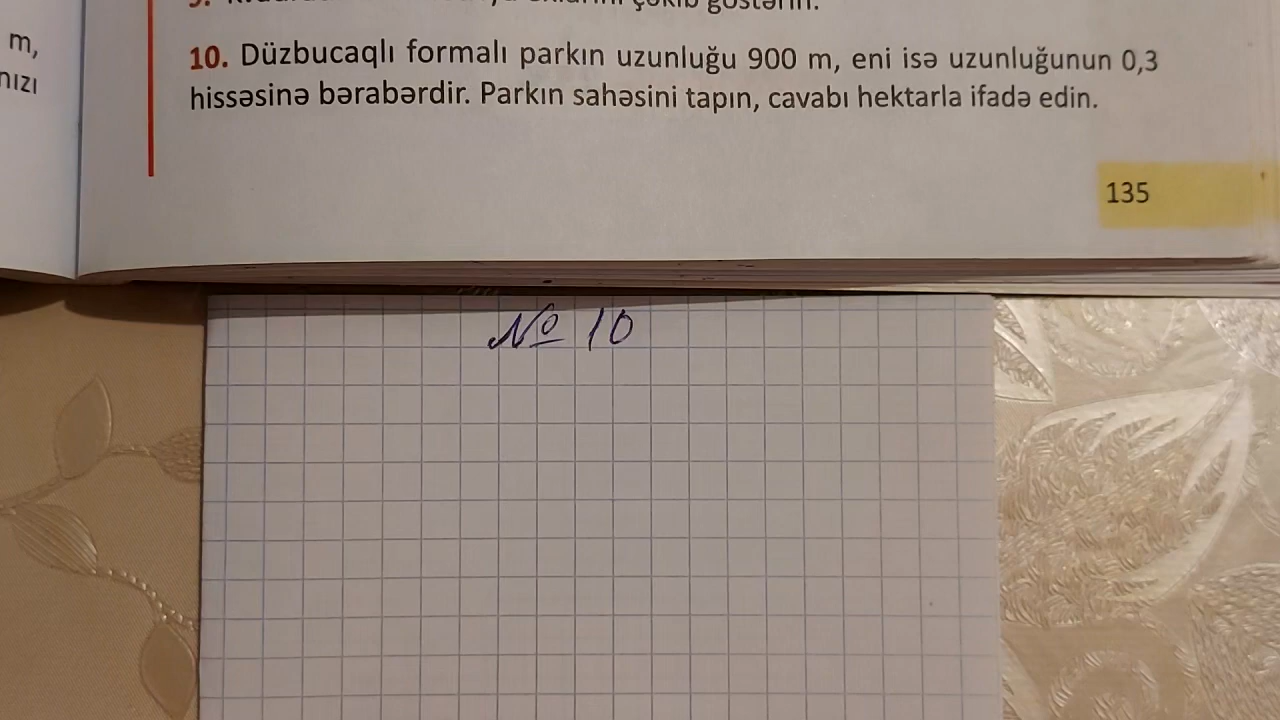 m,
nızı
10. Düzbucaqlı formalı parkın uzunluğu 900 m, eni isə uzunluğunun 0,3
hissəsinə bərabərdir. Parkın sahəsini tapın, cavabı hektarla ifadə edin.
135
№ 10